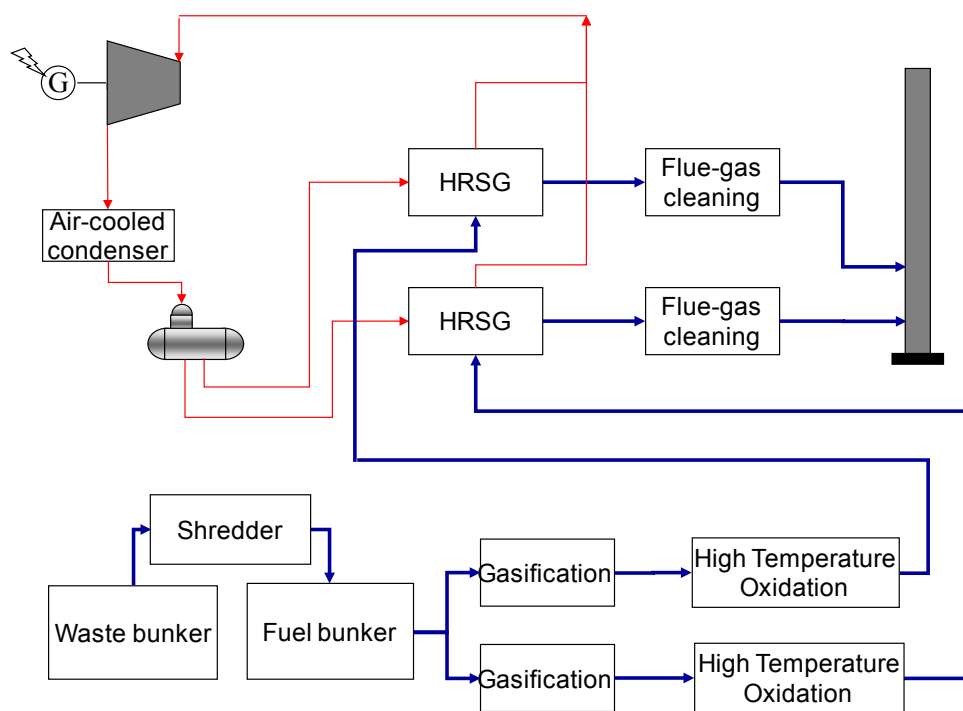 G
HRSG
Flue-gas
cleaning
Air-cooled
condenser
HRSG
Flue-gas
cleaning
Shredder
Gasification
High Temperature
Oxidation
Waste bunker
Fuel bunker
Gasification
High Temperature
Oxidation